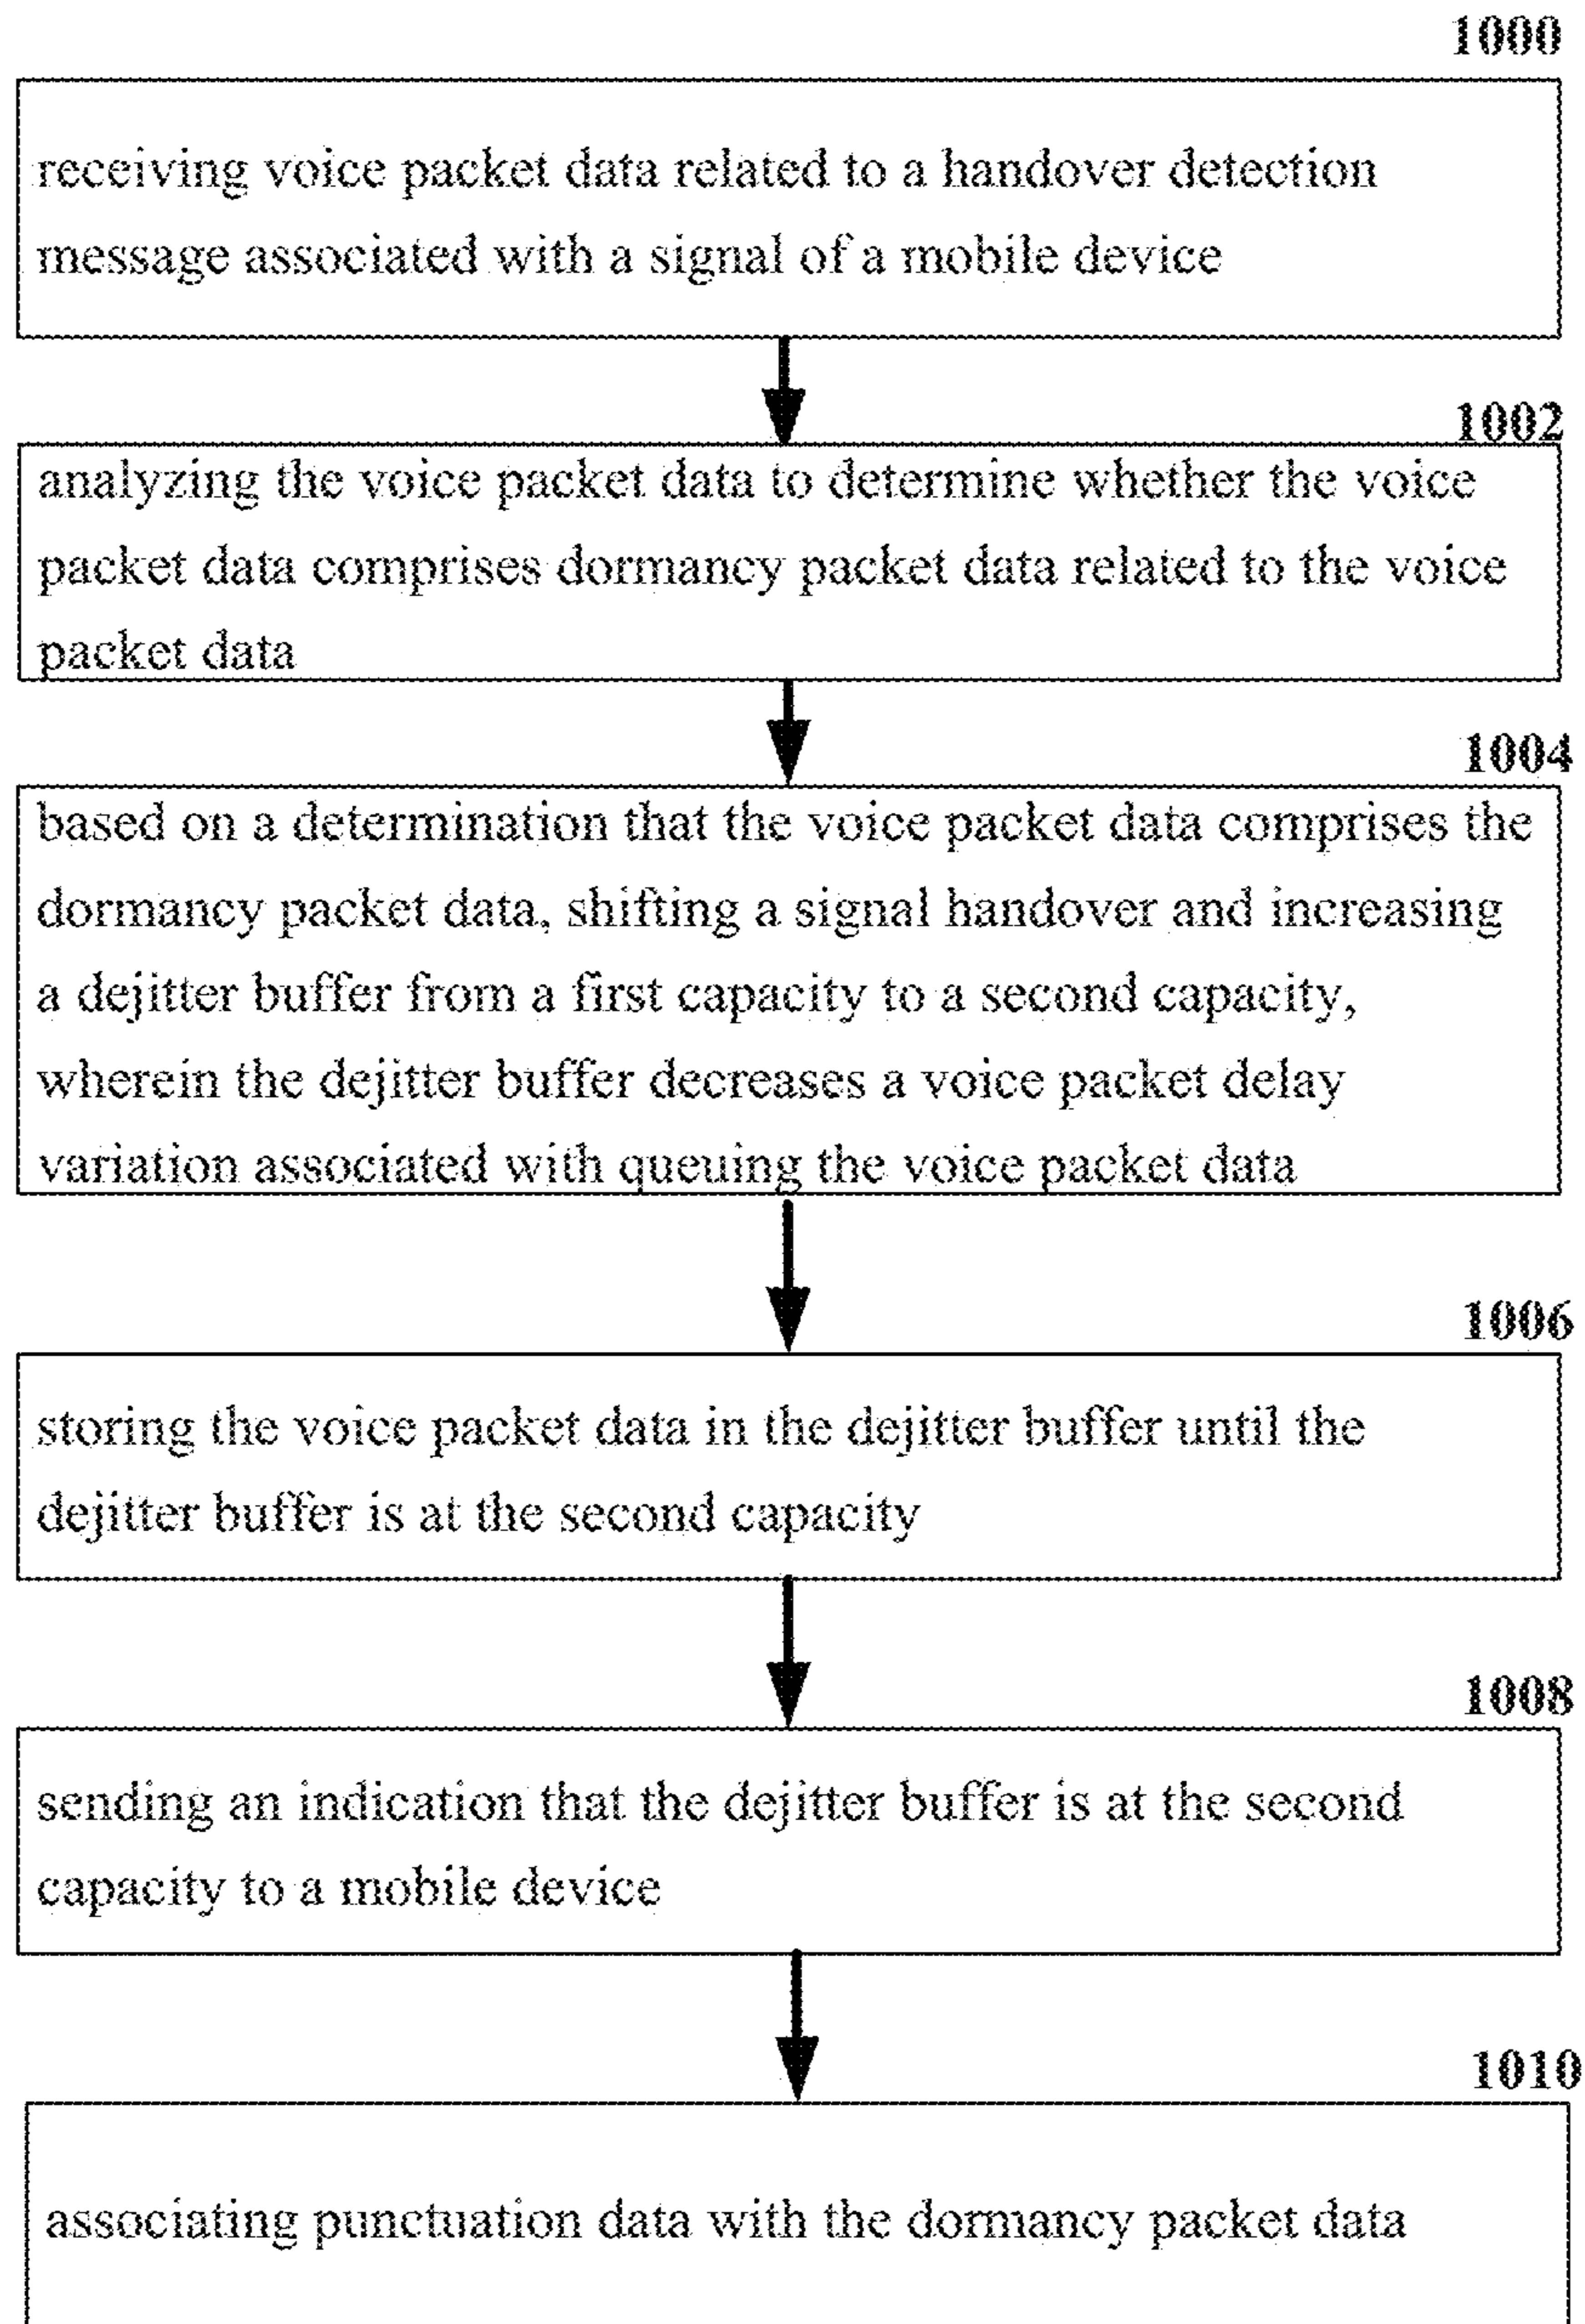 1000
receiving voice packet data related to a handover detection
message associated with a signal of a mobile device
1002
analyzing the voice packet data to determine whether the voice
packet data comprises dormancy packet data related to the voice
packet data
1004
based on a determination that the voice packet data comprises the
dormancy packet data, shifting a signal handover and increasing
a dejitter buffer from a first capacity to a second capacity,
wherein the dejitter buffer decreases a voice packet delay
variation associated with queuing the voice packet data
1006
storing the voice packet data in the dejitter buffer until the
dejitter buffer is at the second capacity
1008
sending an indication that the dejitter buffer is at the second
capacity to a mobile device
1010
associating punctuation data with the dormancy packet data